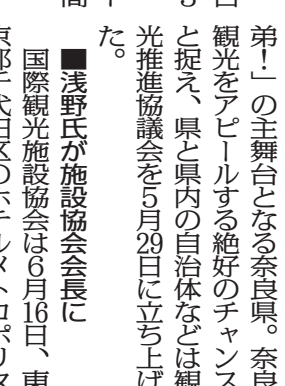 弟！」の主舞台となる奈良県。奈良
観光をアピールする絶好のチャンス
と捉え、県と県内の自治体などは観
光推進協議会を5月29日に立ち上げ
た。
■浅野氏が施設協会会長に
国際観光施設協会は6月16日、東
京都千代田区のホテルメトロポリタ